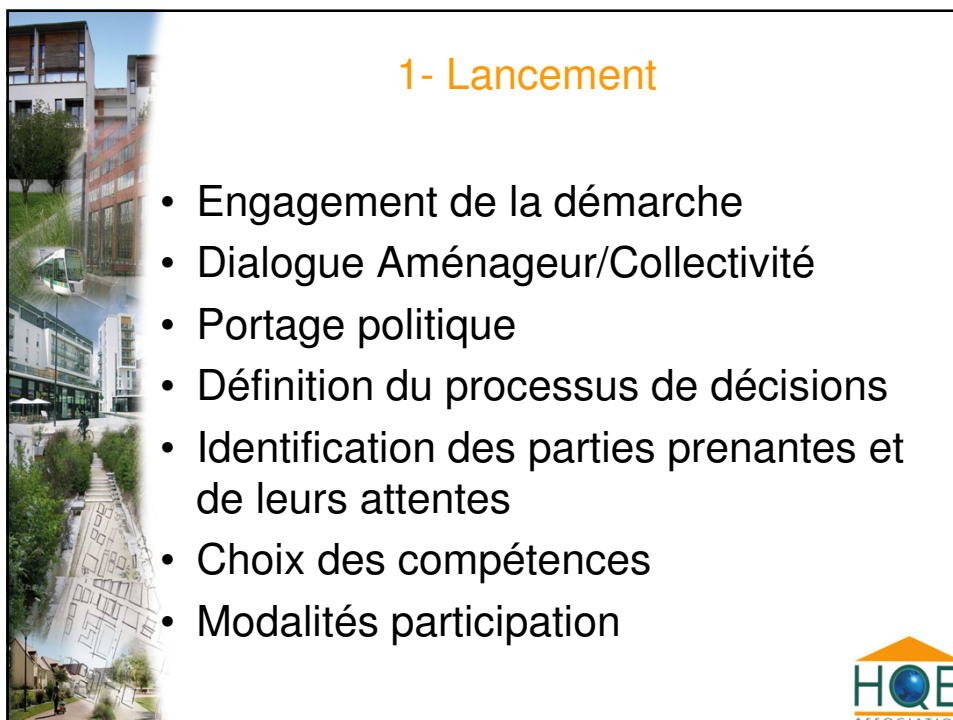 1- Lancement
• Engagement de la démarche
• Dialogue Aménageur/Collectivité
• Portage politique
• Définition du processus de décisions
• Identification des parties prenantes et
de leurs attentes
• Choix des compétences
• Modalités participation
HQE